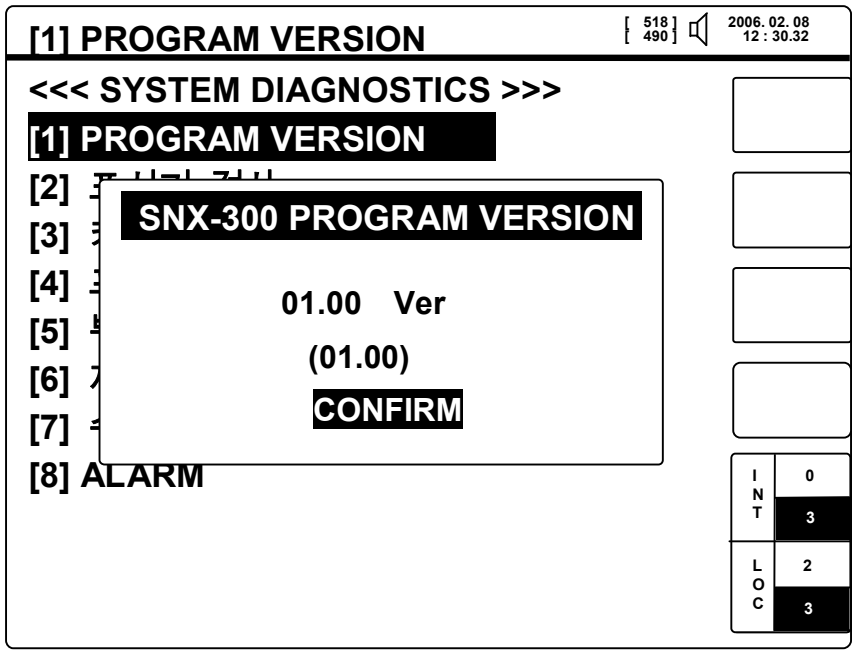 [1] PROGRAM VERSION
[ 518 ]
[ 490 ]
2006. 02. 08
12 : 30.32
<<< SYSTEM DIAGNOSTICS >>>
[1] PROGRAM VERSION
[2]
[3]
[4]
[5]
[6]
[7]
[8] ALARM
SNX-300 PROGRAM VERSION
01.00 Ver
(01.00)
CONFIRM
INT
0
3
LOC
2
3